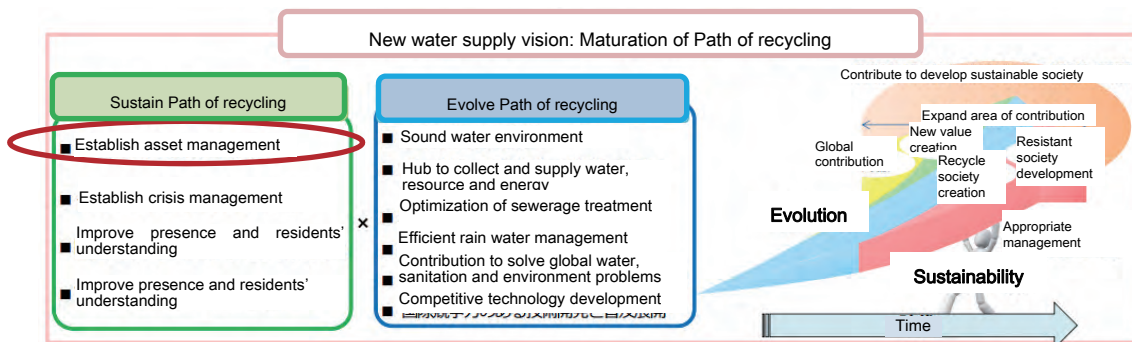 New water supply vision: Maturation of Path of recycling
Sustain Path of recycling
■ Establish asset management
■ Establish crisis management
■ Improve presence and residents'
understanding
■ Improve presence and residents'
understanding
×
Evolve Path of recycling
■ Sound water environment
■ Hub to collect and supply water,
resource and energy
■ Optimization of sewerage treatment
■ Efficient rain water management
■ Contribution to solve global water,
sanitation and environment problems
■ Competitive technology development
Contribute to develop sustainable society
Expand area of contribution
New value
creation
Global
contribution
Recycle
society
creation
Resistant
society
development
Evolution
Appropriate
management
Sustainability
Time